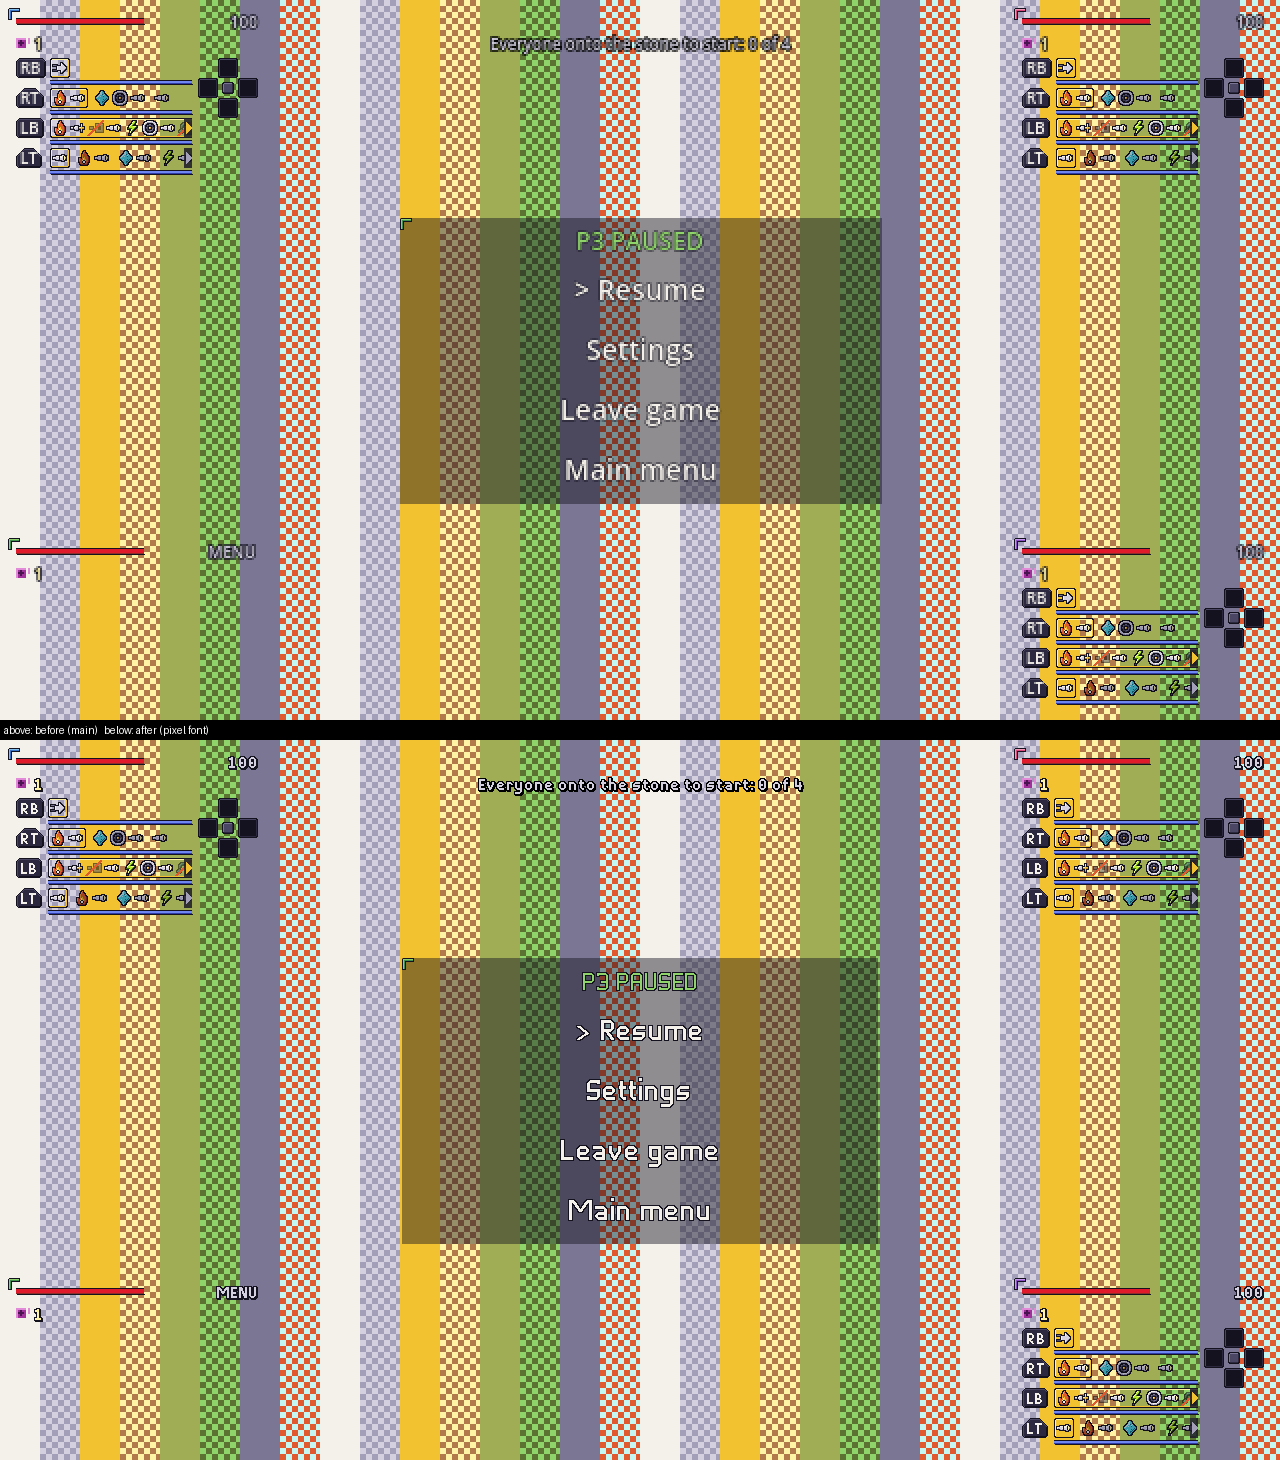 100
1
RB
RT
LB
LT
Everyone onto the stone to start: 0 of 4
100
1
RB
RT
LB
LT
P3 PAUSED
> Resume
Settings
Leave game
Main menu
MENU
1
100
1
RB
RT
LB
LT
above: before (main) below: after (pixel font)
100
1
RB
RT
LB
LT
Everyone onto the stone to start: 0 of 4
100
1
RB
RT
LB
LT
P3 PAUSED
> Resume
Settings
Leave game
Main menu
MENU
1
100
1
RB
RT
LB
LT